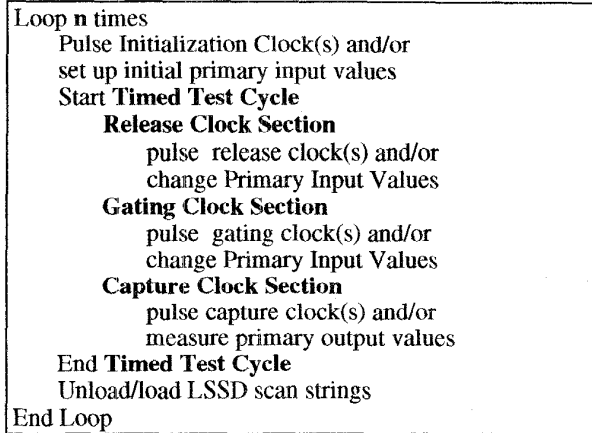 Loop n times
Pulse Initialization Clock(s) and/or
set up initial primary input values
Start Timed Test Cycle
Release Clock Section
pulse release clock(s) and/or
change Primary Input Values
Gating Clock Section
pulse gating clock(s) and/or
change Primary Input Values
Capture Clock Section
pulse capture clock(s) and/or
measure primary output values
End Timed Test Cycle
Unload/load LSSD scan strings
End Loop